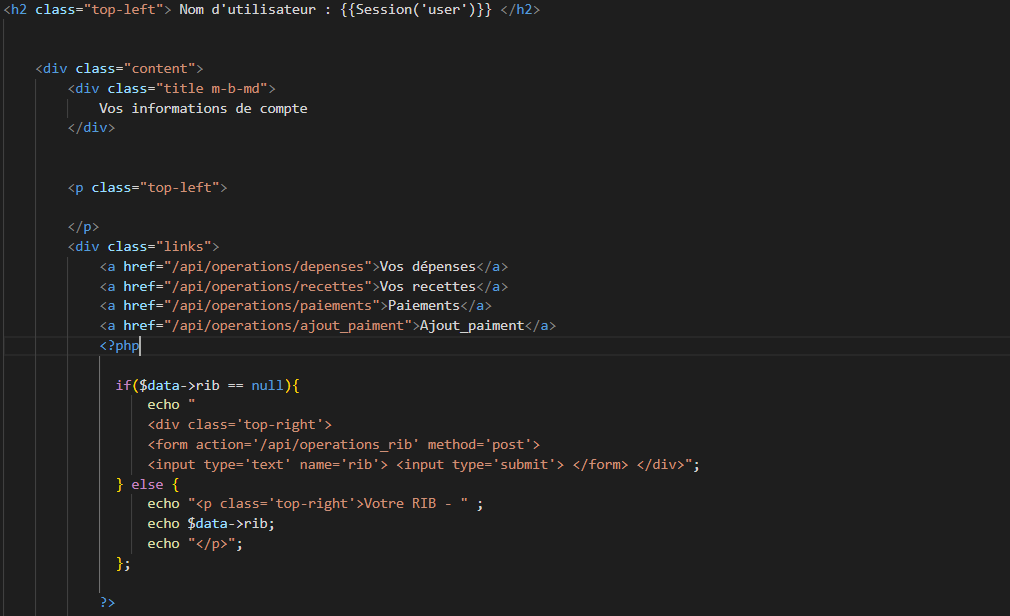 <h2 class="top-left"> Nom d'utilisateur : {{Session('user')}} </h2>
<div class="content">
<div class="title m-b-md">
Vos informations de compte
</div>
<p class="top-left">
</p>
<div class="links">
<a href="/api/operations/depenses">Vos dépenses</a>
<a href="/api/operations/recettes">Vos recettes</a>
<a href="/api/operations/paiements">Paiements</a>
<a href="/api/operations/ajout_paiment">Ajout_paiment</a>
<?php
if($data->rib == null){
echo "
<div class='top-right'>
<form action='/api/operations_rib' method='post'>
<input type='text' name='rib'> <input type='submit'> </form> </div>";
} else {
echo "<p class='top-right'>Votre RIB - " ;
echo $data->rib;
echo "</p>";
};
?>